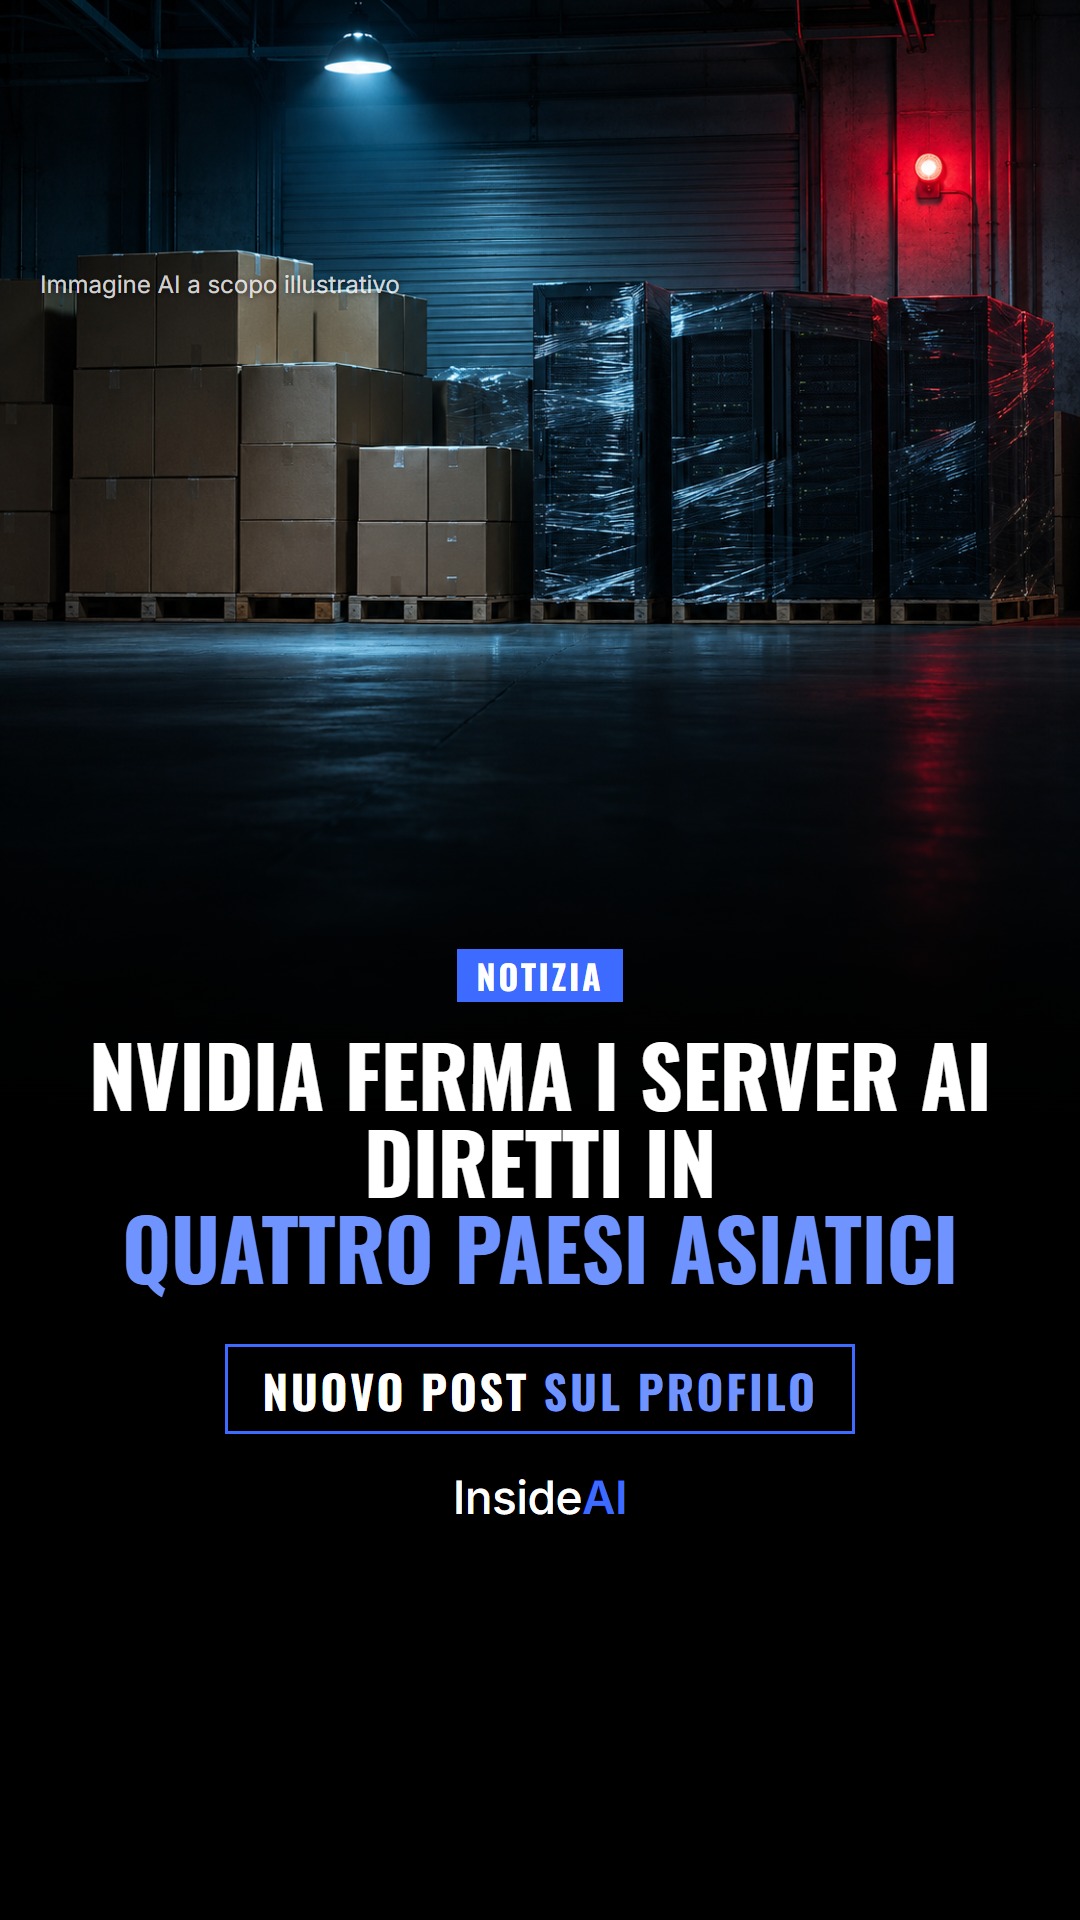 Immagine AI a scopo illustrativo
NOTIZIA
NVIDIA FERMA I SERVER AI
DIRETTI IN
QUATTRO PAESI ASIATICI
NUOVO POST SUL PROFILO
InsideAI